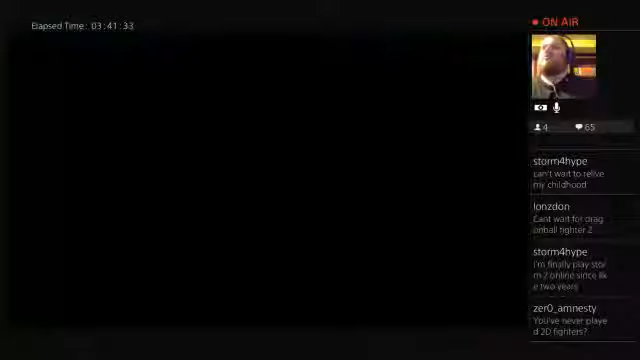 Elapsed Time: 03:41:33
ON AIR
4
65
storm4hype
can't wait to relive
my childhood
lonzdon
Cant wait for drag
onball fighter 2
storm4hype
I'm finally play stor
m 2 online since lik
e two years
zer0_amnesty
You've never playe
d 2D fighters?